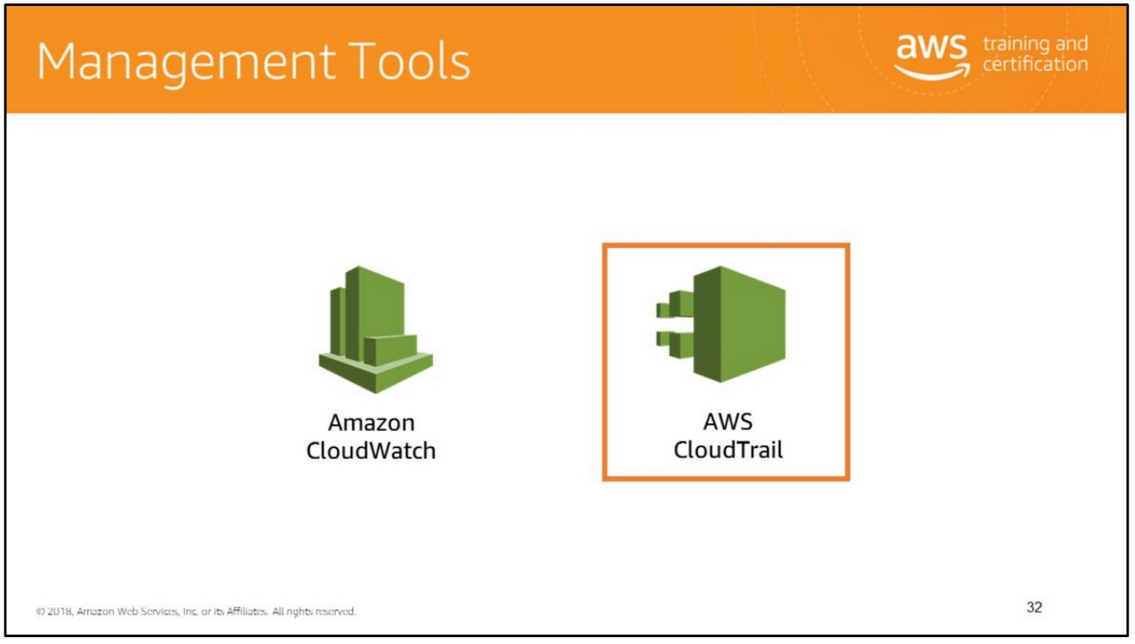 Management Tools
aws training and
certification
Amazon
CloudWatch
AWS
CloudTrail
© 2018, Amazon Web Services, Inc. or its Affiliates. All rights reserved.
32